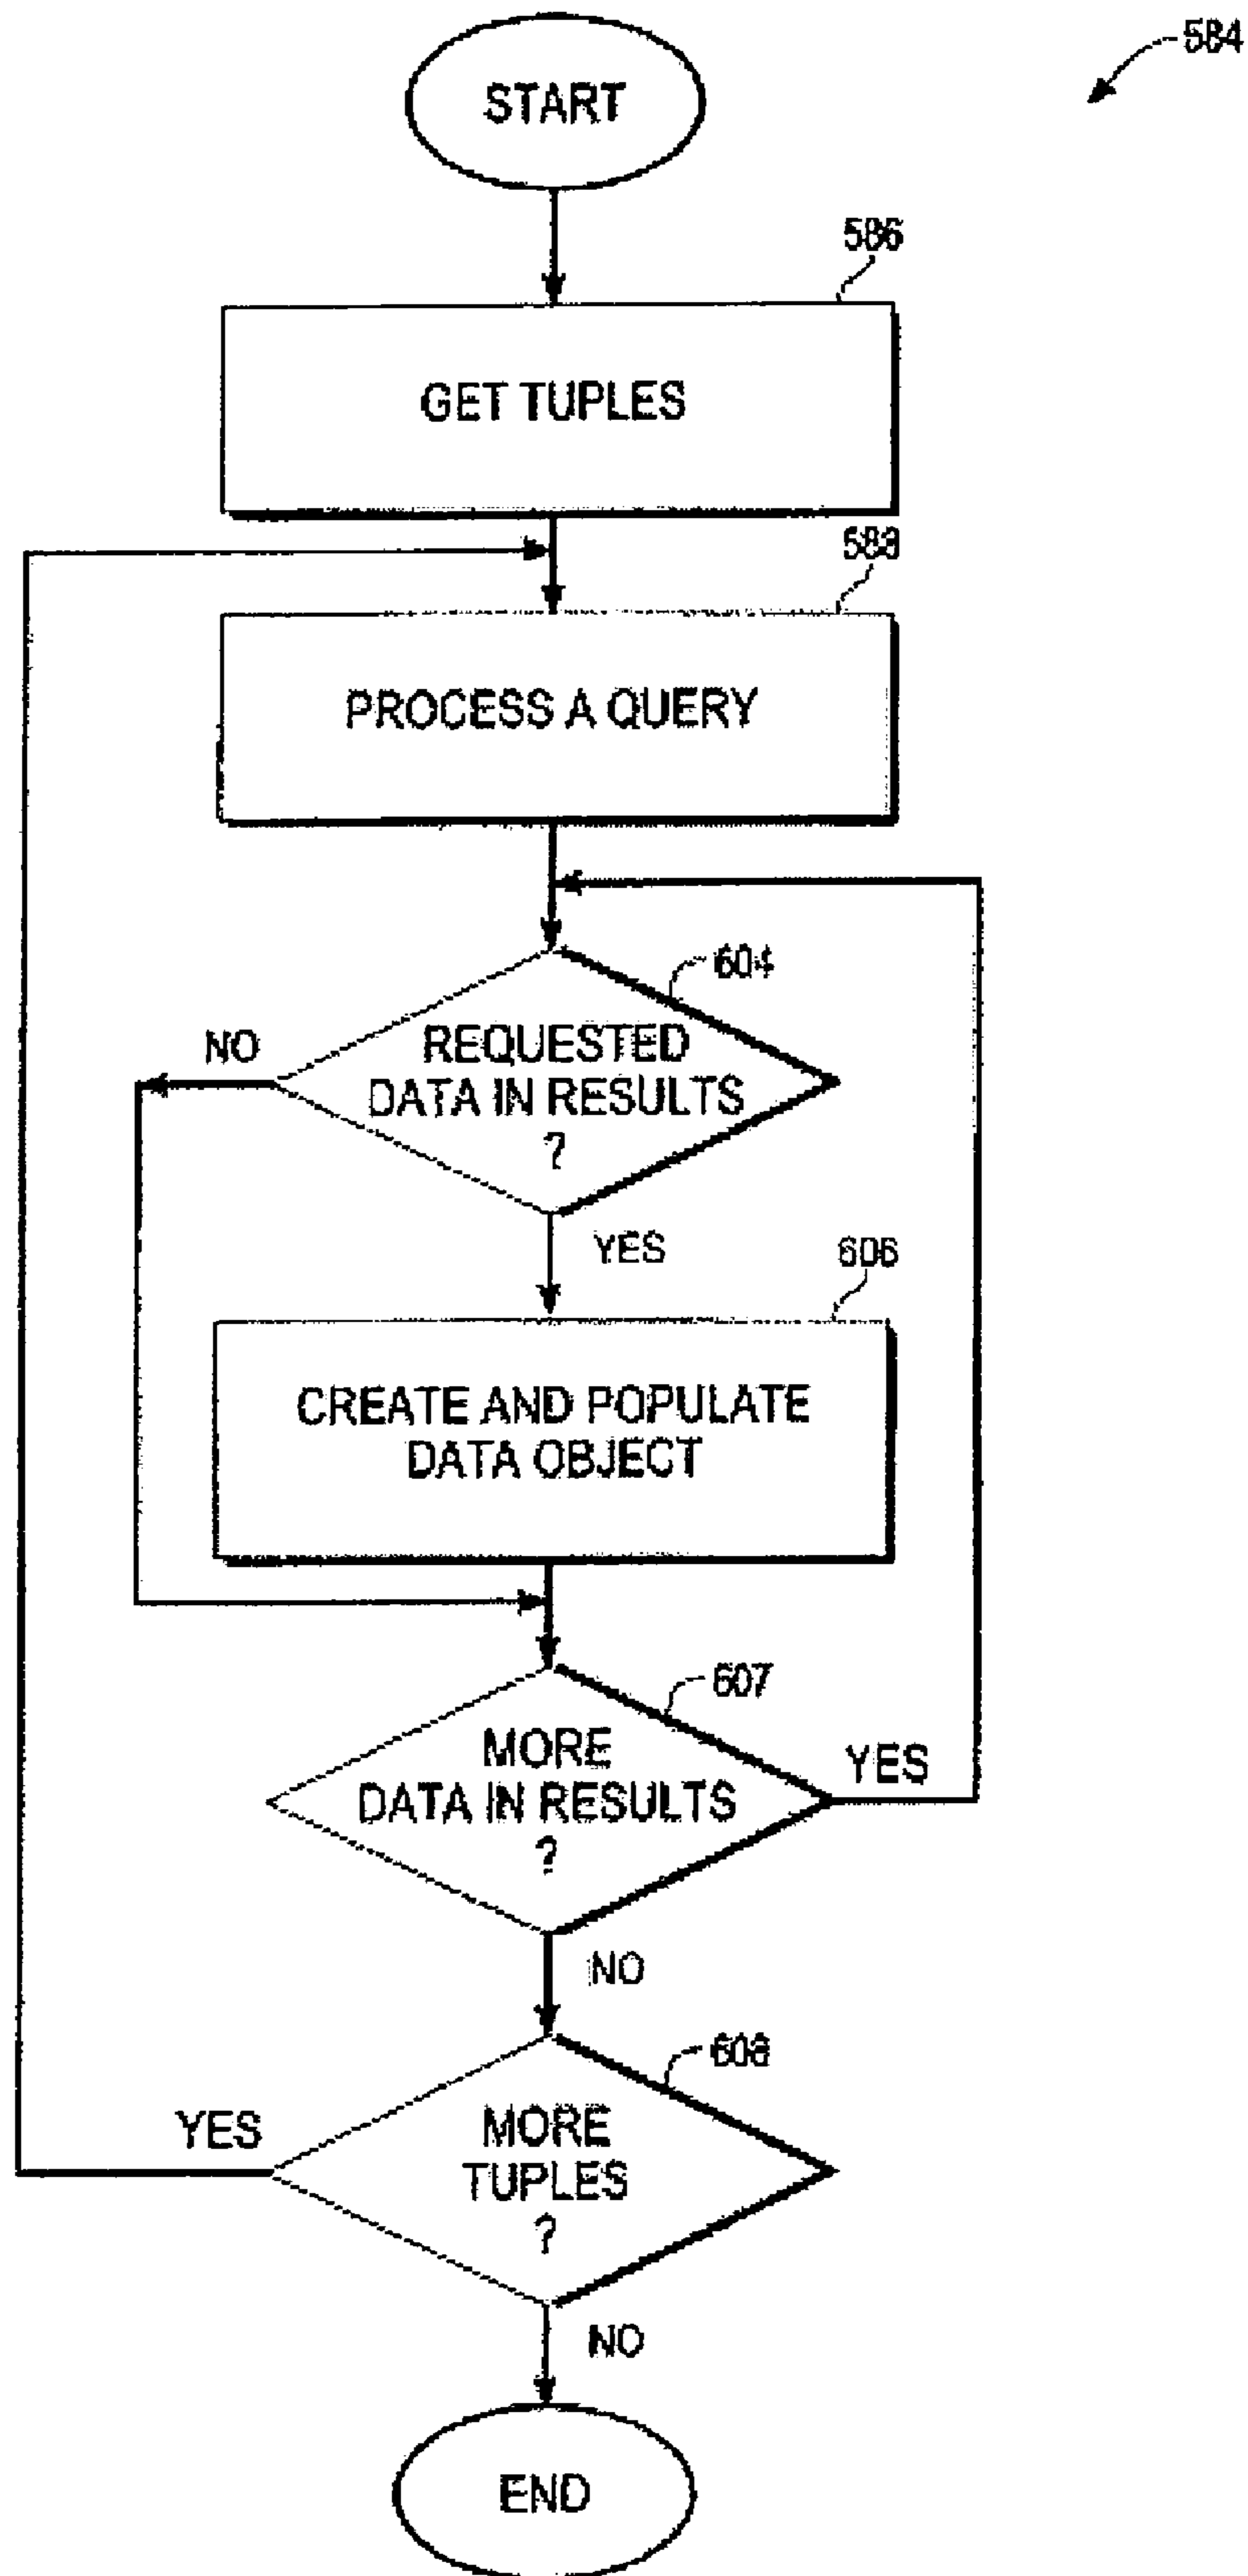 584
START
586
GET TUPLES
588
PROCESS A QUERY
604
NO
REQUESTED
DATA IN RESULTS
?
YES
606
CREATE AND POPULATE
DATA OBJECT
607
MORE
DATA IN RESULTS
?
YES
NO
608
YES
MORE
TUPLES
?
NO
END